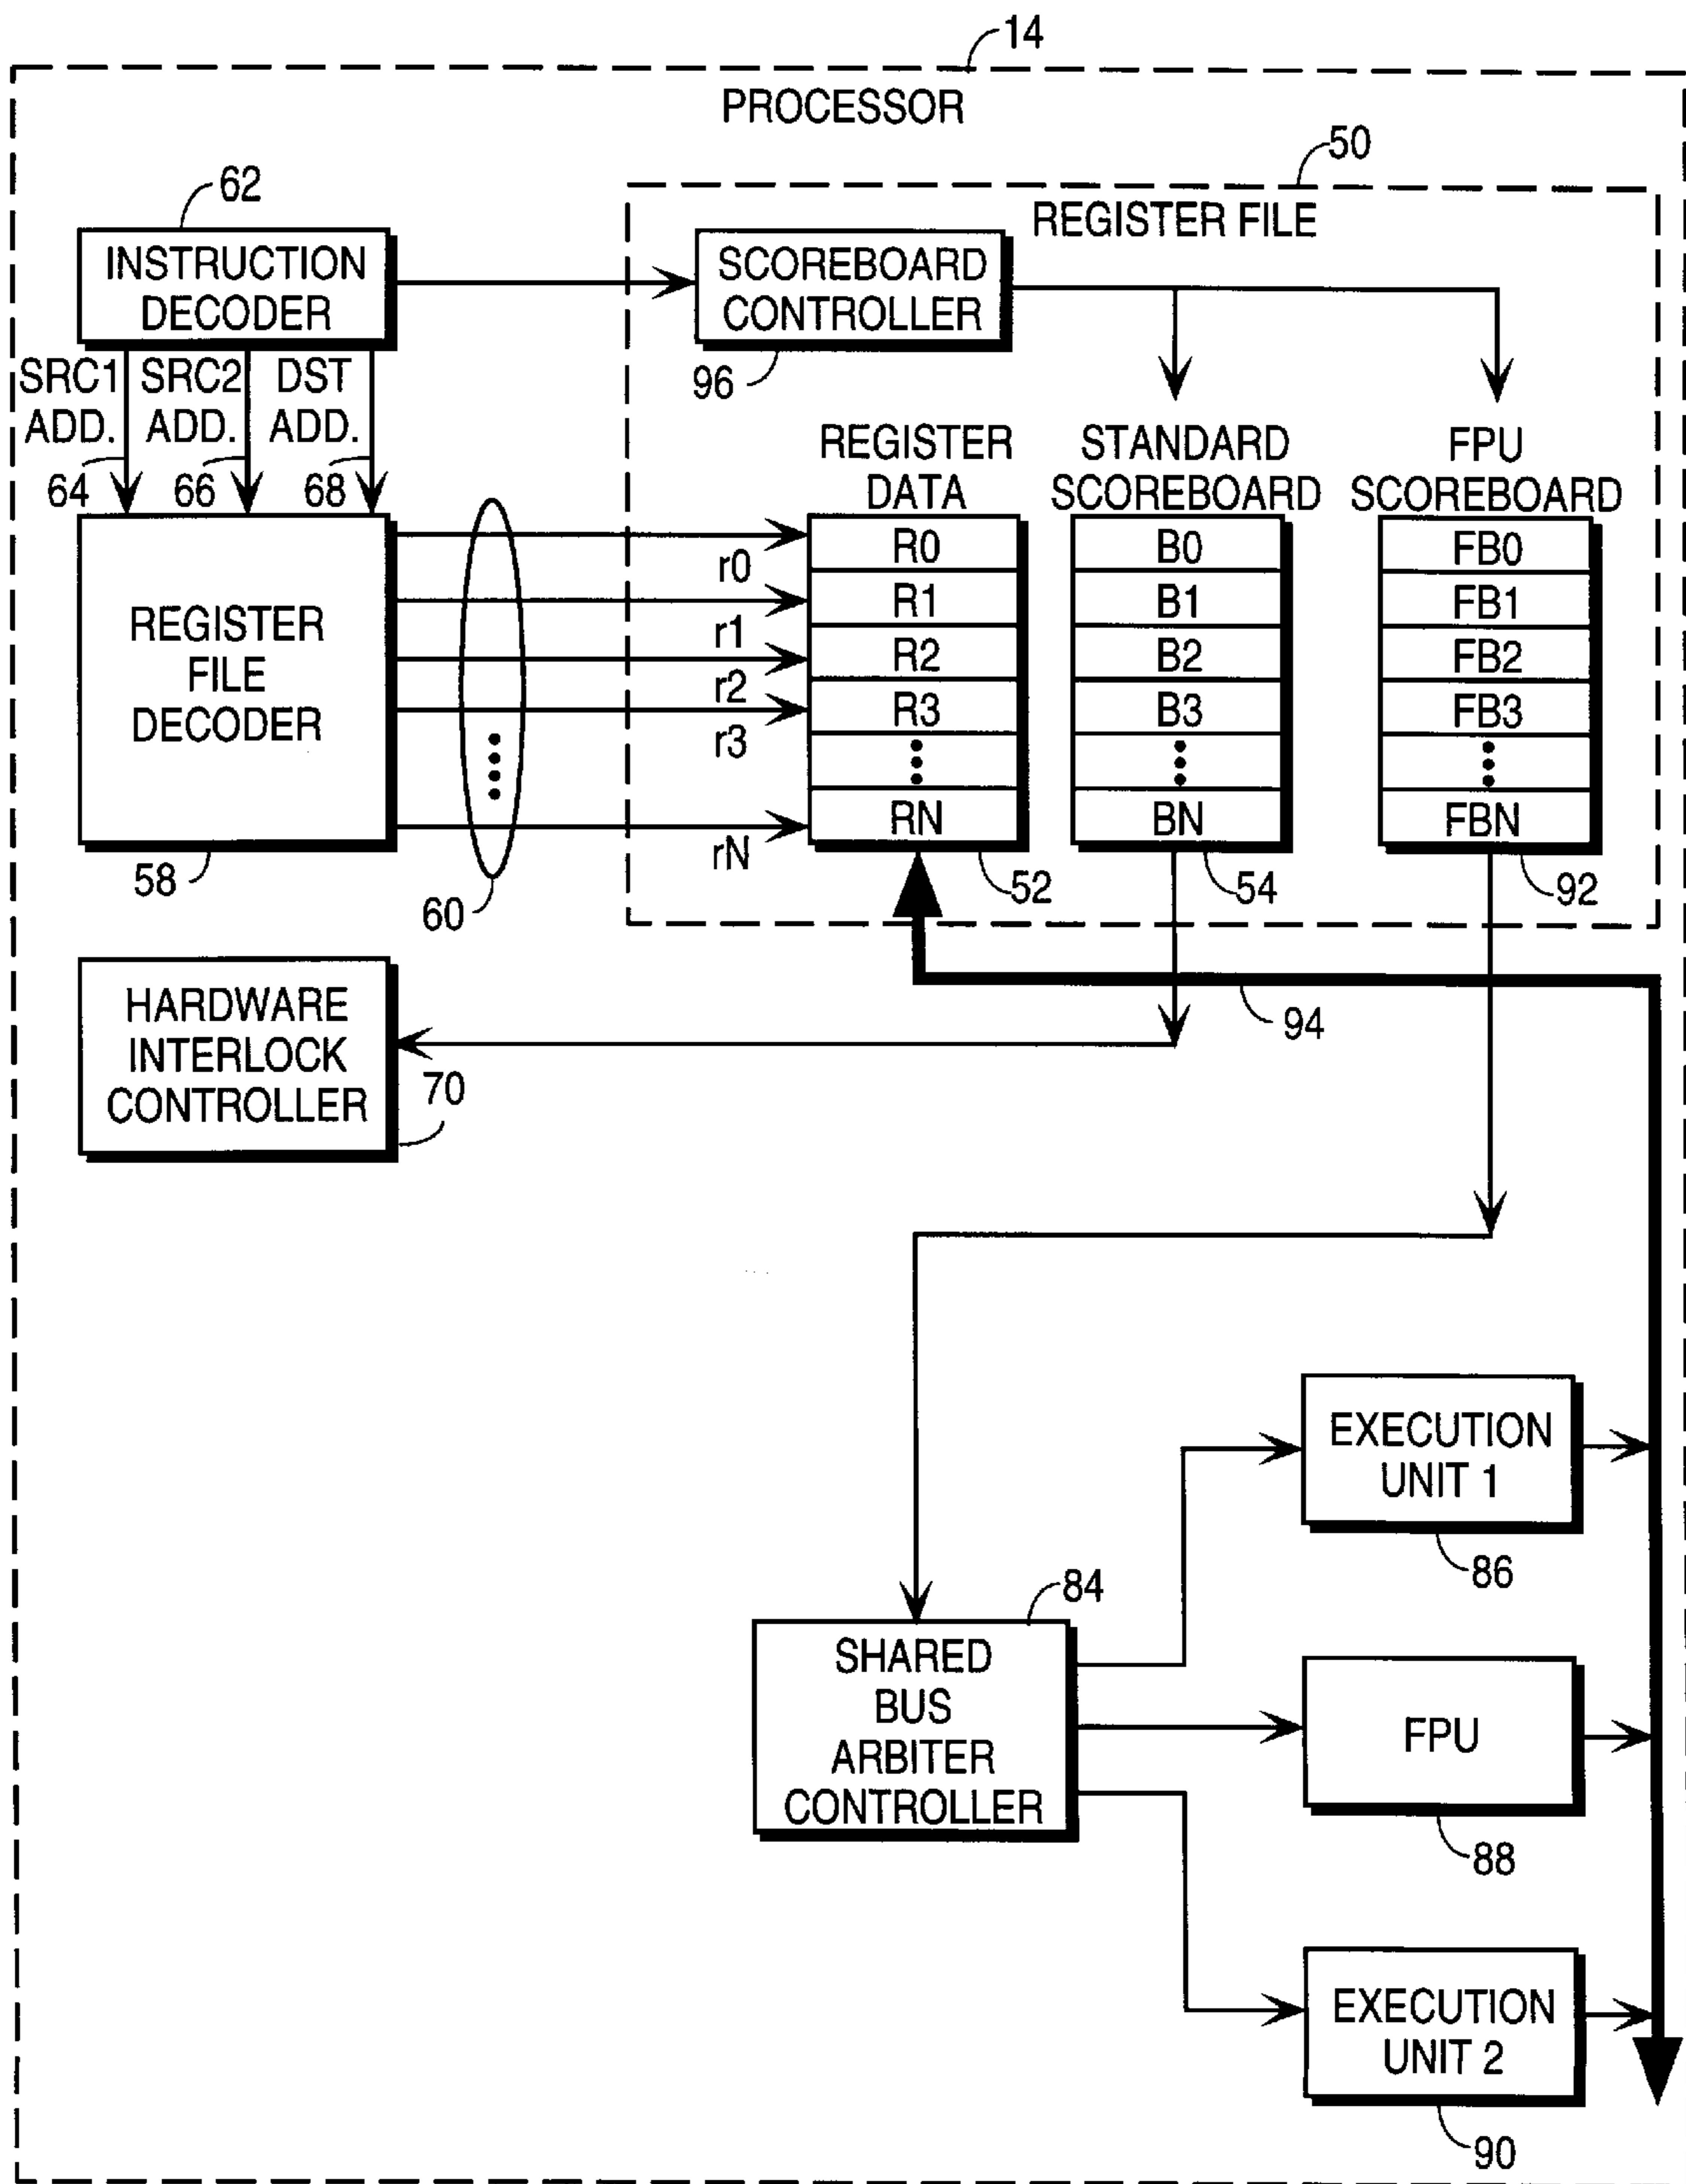 14
PROCESSOR
50
62
REGISTER FILE
INSTRUCTION
DECODER
SCOREBOARD
CONTROLLER
96
SRC1
ADD.
SRC2
ADD.
DST
ADD.
64
66
68
REGISTER
DATA
STANDARD
SCOREBOARD
FPU
SCOREBOARD
REGISTER
FILE
DECODER
58
60
r0
r1
r2
r3
rN
R0
R1
R2
R3
RN
52
B0
B1
B2
B3
BN
54
FB0
FB1
FB2
FB3
FBN
92
94
HARDWARE
INTERLOCK
CONTROLLER
70
EXECUTION
UNIT 1
86
84
SHARED
BUS
ARBITER
CONTROLLER
FPU
88
EXECUTION
UNIT 2
90